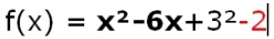 f(x) = x²-6x+3²-2